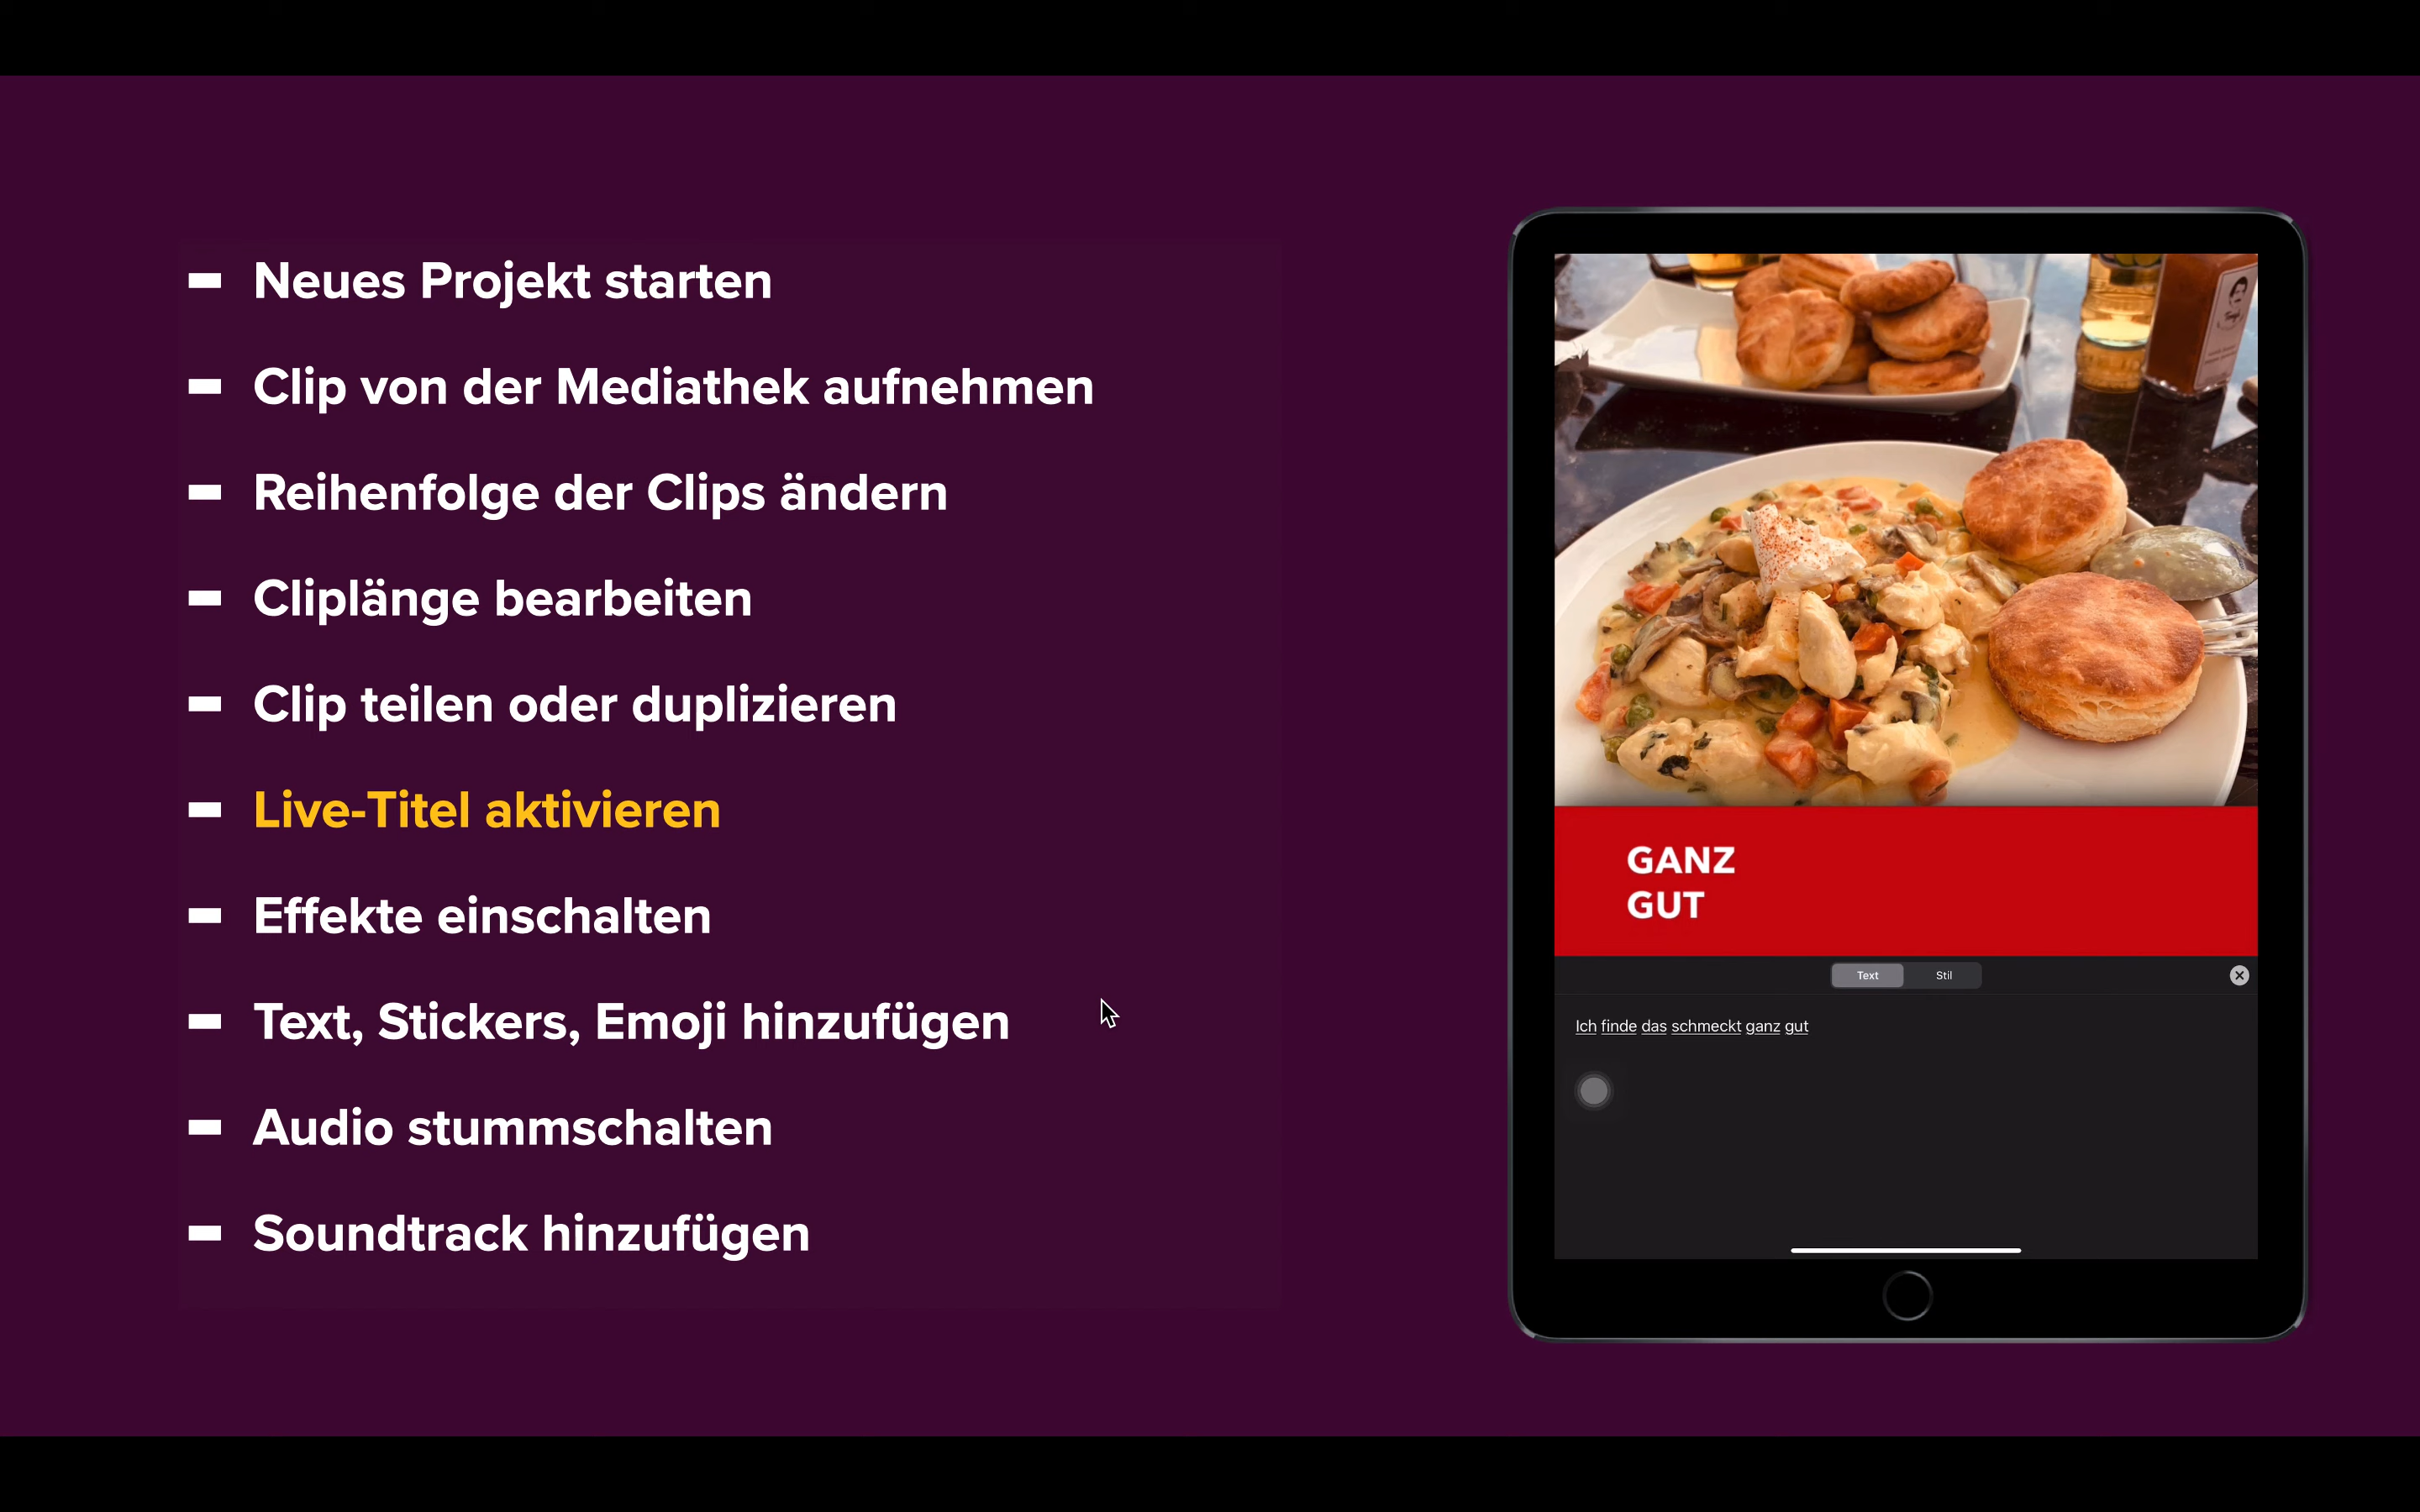 Neues Projekt starten
Clip von der Mediathek aufnehmen
Reihenfolge der Clips ändern
Cliplänge bearbeiten
Clip teilen oder duplizieren
Live-Titel aktivieren
Effekte einschalten
Text, Stickers, Emoji hinzufügen
Audio stummschalten
Soundtrack hinzufügen
GANZ
GUT
Text Stil
Ich finde das schmeckt ganz gut